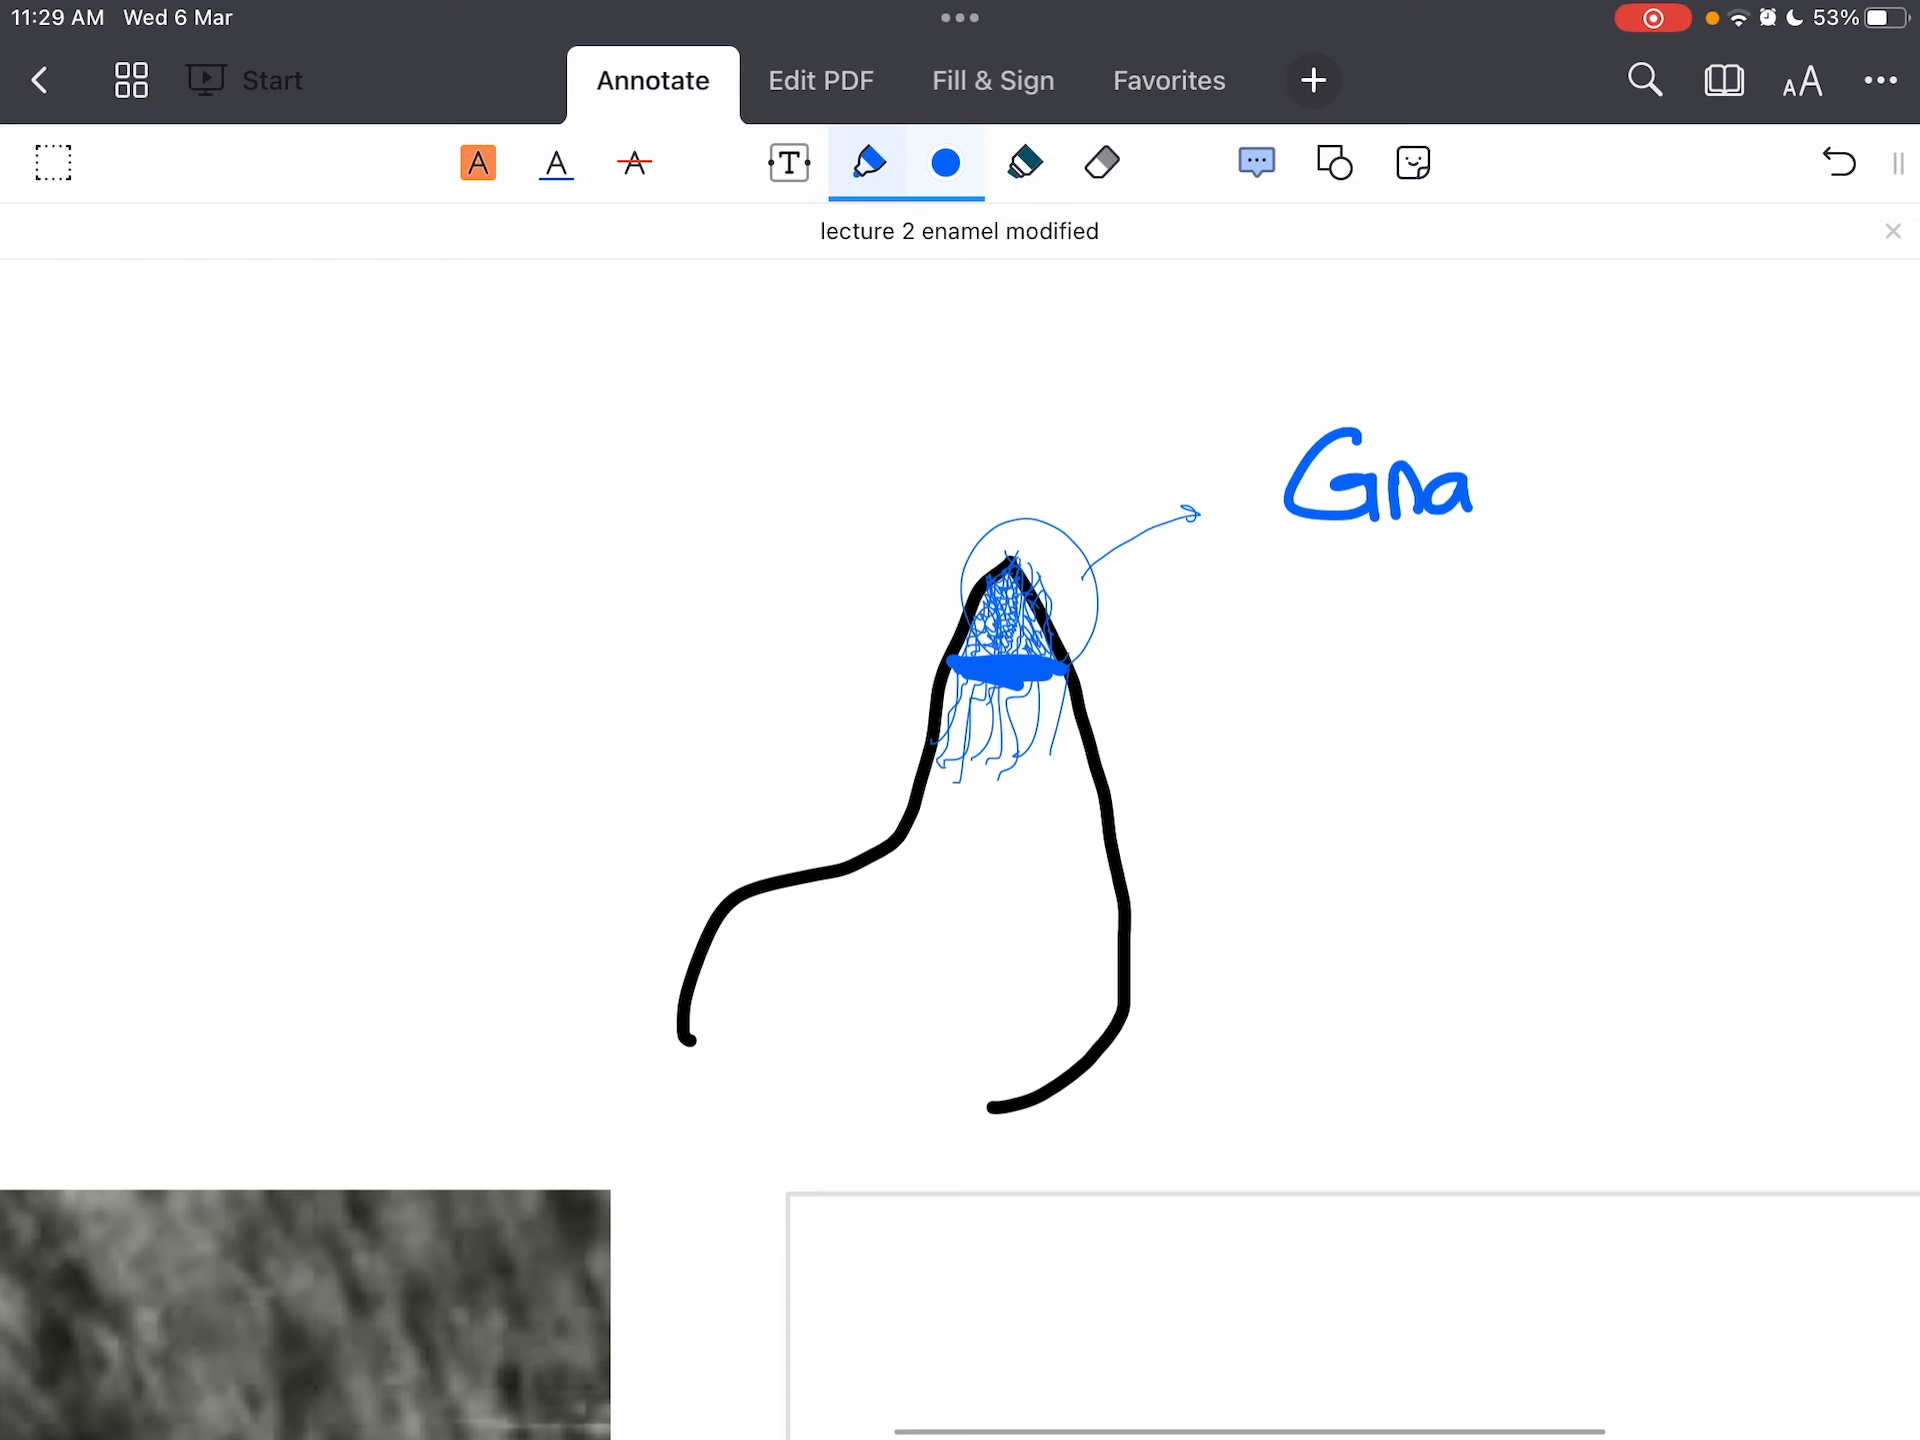 11:29 AM Wed 6 Mar
53%
Start
Annotate
Edit PDF
Fill & Sign
Favorites
AA
A
A
A
T
lecture 2 enamel modified
Gna